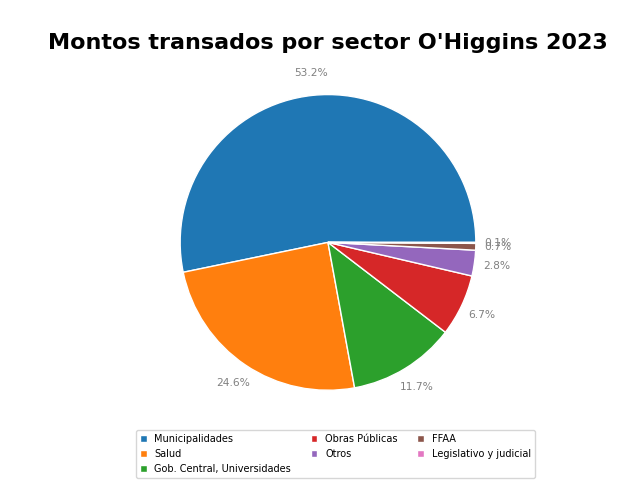 Montos transados por sector O'Higgins 2023
53.2%
0.1%
0.7%
2.8%
6.7%
24.6%
11.7%
Municipalidades
Salud
Gob. Central, Universidades
Obras Públicas
Otros
FFAA
Legislativo y judicial